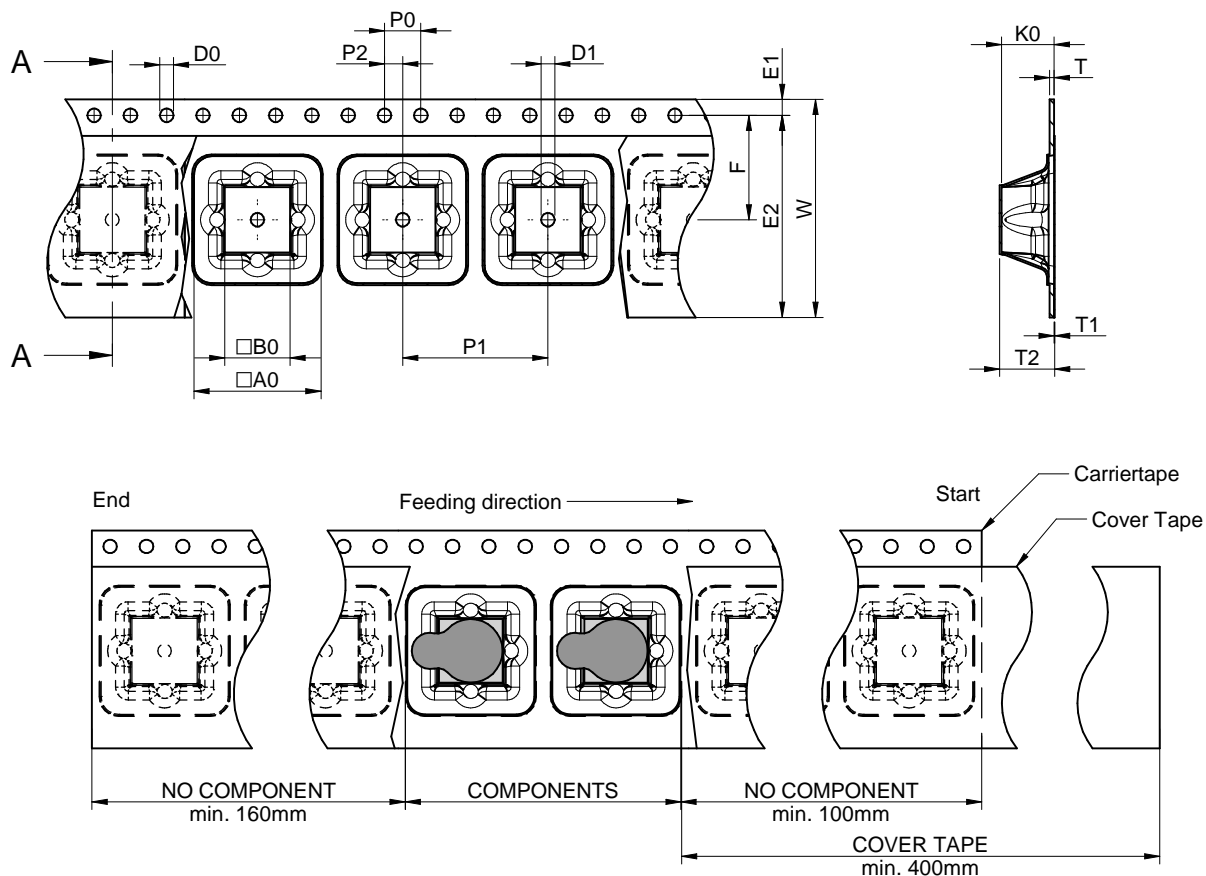 P0
K0
A
D0
P2
D1
E1
T
F
E2
W
T1
□B0
P1
T2
A
□A0
End
Feeding direction
Start
Carriertape
Cover Tape
NO COMPONENT
min. 160mm
COMPONENTS
NO COMPONENT
min. 100mm
COVER TAPE
min. 400mm